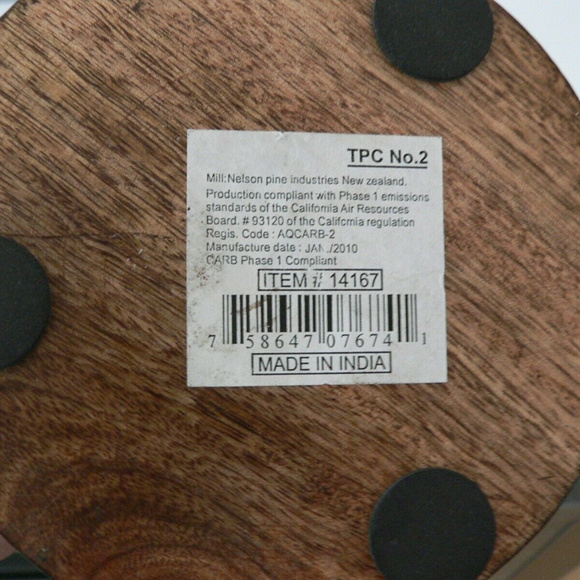 TPC No.2
Mill:Nelson pine industries New zealand.
Production compliant with Phase 1 emissions
standards of the California Air Resources
Board. # 93120 of the California regulation
Regis. Code : AQCARB-2
Manufacture date : JAN./2010
CARB Phase 1 Compliant
ITEM # 14167
7 58647 07674 1
MADE IN INDIA